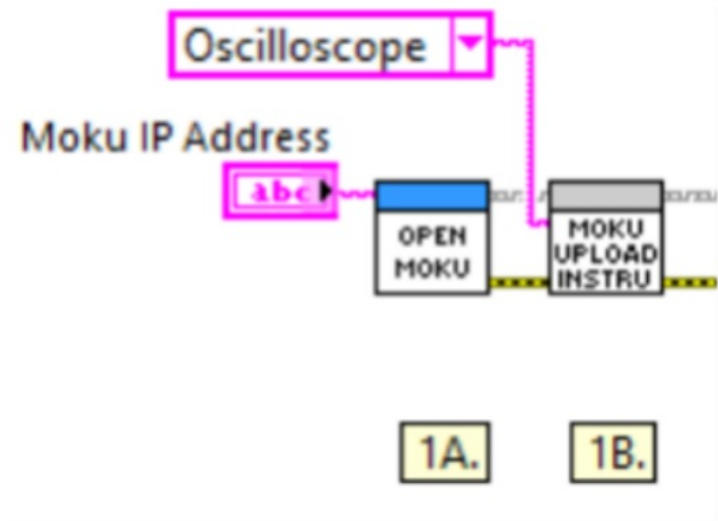 Oscilloscope
Moku IP Address
abc
OPEN
MOKU
MOKU
UPLOAD
INSTRU
1A.
1B.